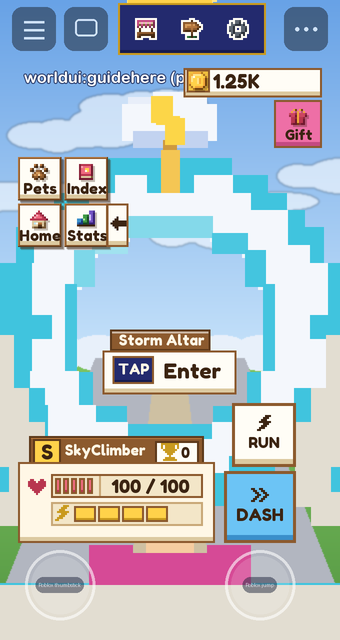 worldui:guidehere (p
1.25K
Gift
Pets
Index
Home
Stats
Storm Altar
TAP Enter
RUN
S SkyClimber 0
100 / 100
DASH